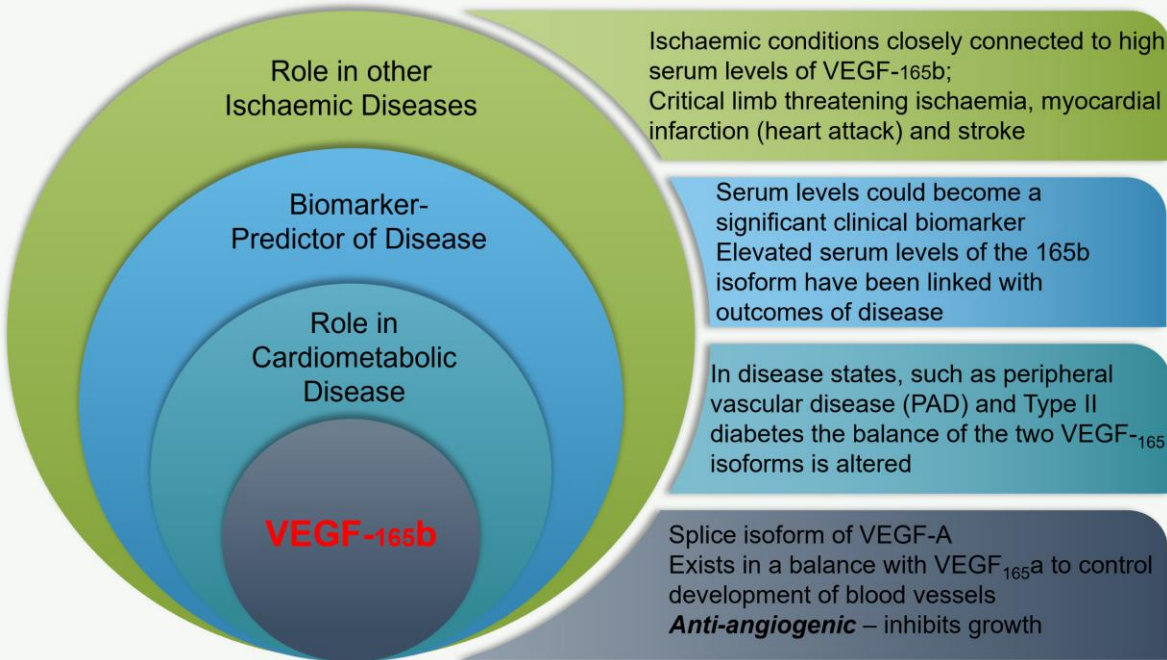 Role in other
Ischaemic Diseases
Ischaemic conditions closely connected to high
serum levels of VEGF-165b;
Critical limb threatening ischaemia, myocardial
infarction (heart attack) and stroke
Biomarker-
Predictor of Disease
Serum levels could become a
significant clinical biomarker
Elevated serum levels of the 165b
isoform have been linked with
outcomes of disease
Role in
Cardiometabolic
Disease
In disease states, such as peripheral
vascular disease (PAD) and Type II
diabetes the balance of the two VEGF-165
isoforms is altered
VEGF-165b
Splice isoform of VEGF-A
Exists in a balance with VEGF165a to control
development of blood vessels
Anti-angiogenic – inhibits growth